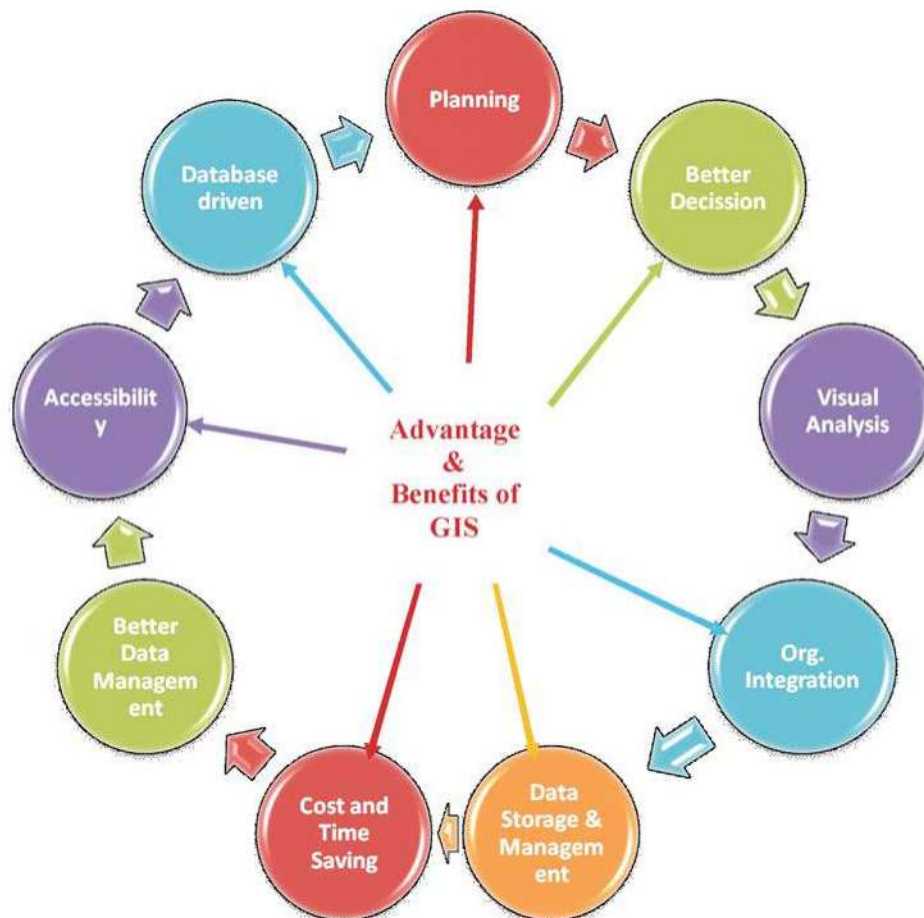 Planning
Better
Decission
Visual
Analysis
Org.
Integration
Data
Storage &
Managem
ent
Cost and
Time
Saving
Better
Data
Managem
ent
Accessibilit
y
Database
driven
Advantage
&
Benefits of
GIS